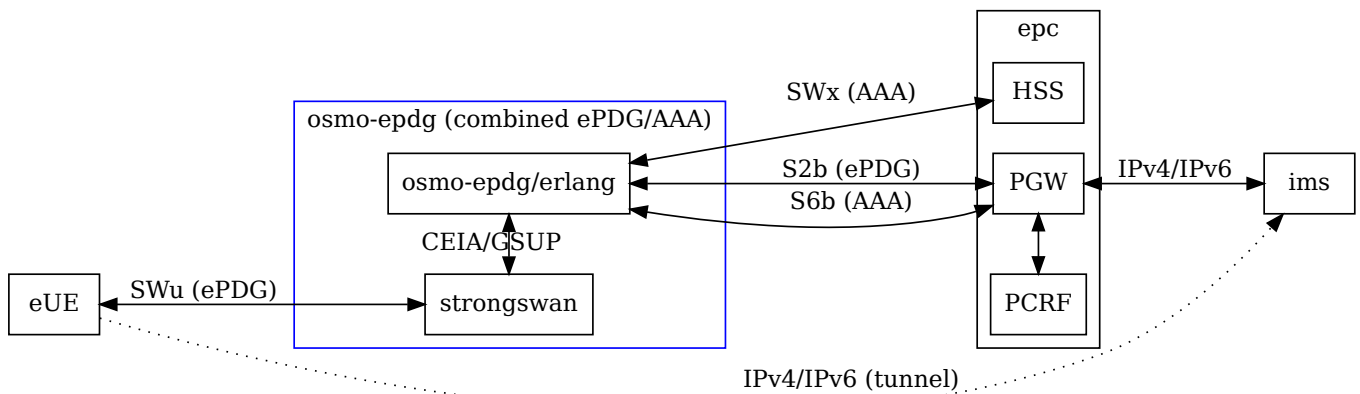 epc
SWx (AAA)
HSS
osmo-epdg (combined ePDG/AAA)
osmo-epdg/erlang
S2b (ePDG)
S6b (AAA)
PGW
IPv4/IPv6
ims
CEIA/GSUP
eUE
SWu (ePDG)
strongswan
PCRF
IPv4/IPv6 (tunnel)